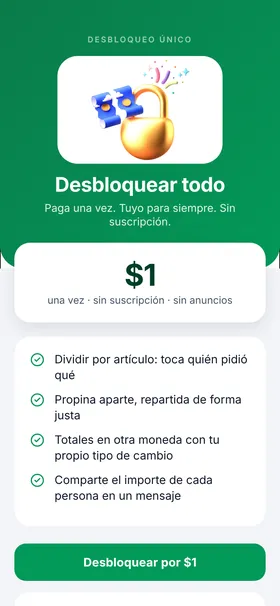 DESBLOQUEO ÚNICO
Desbloquear todo
Paga una vez. Tuyo para siempre. Sin
suscripción.
$1
una vez · sin suscripción · sin anuncios
Dividir por artículo: toca quién pidió
qué
Propina aparte, repartida de forma
justa
Totales en otra moneda con tu
propio tipo de cambio
Comparte el importe de cada
persona en un mensaje
Desbloquear por $1